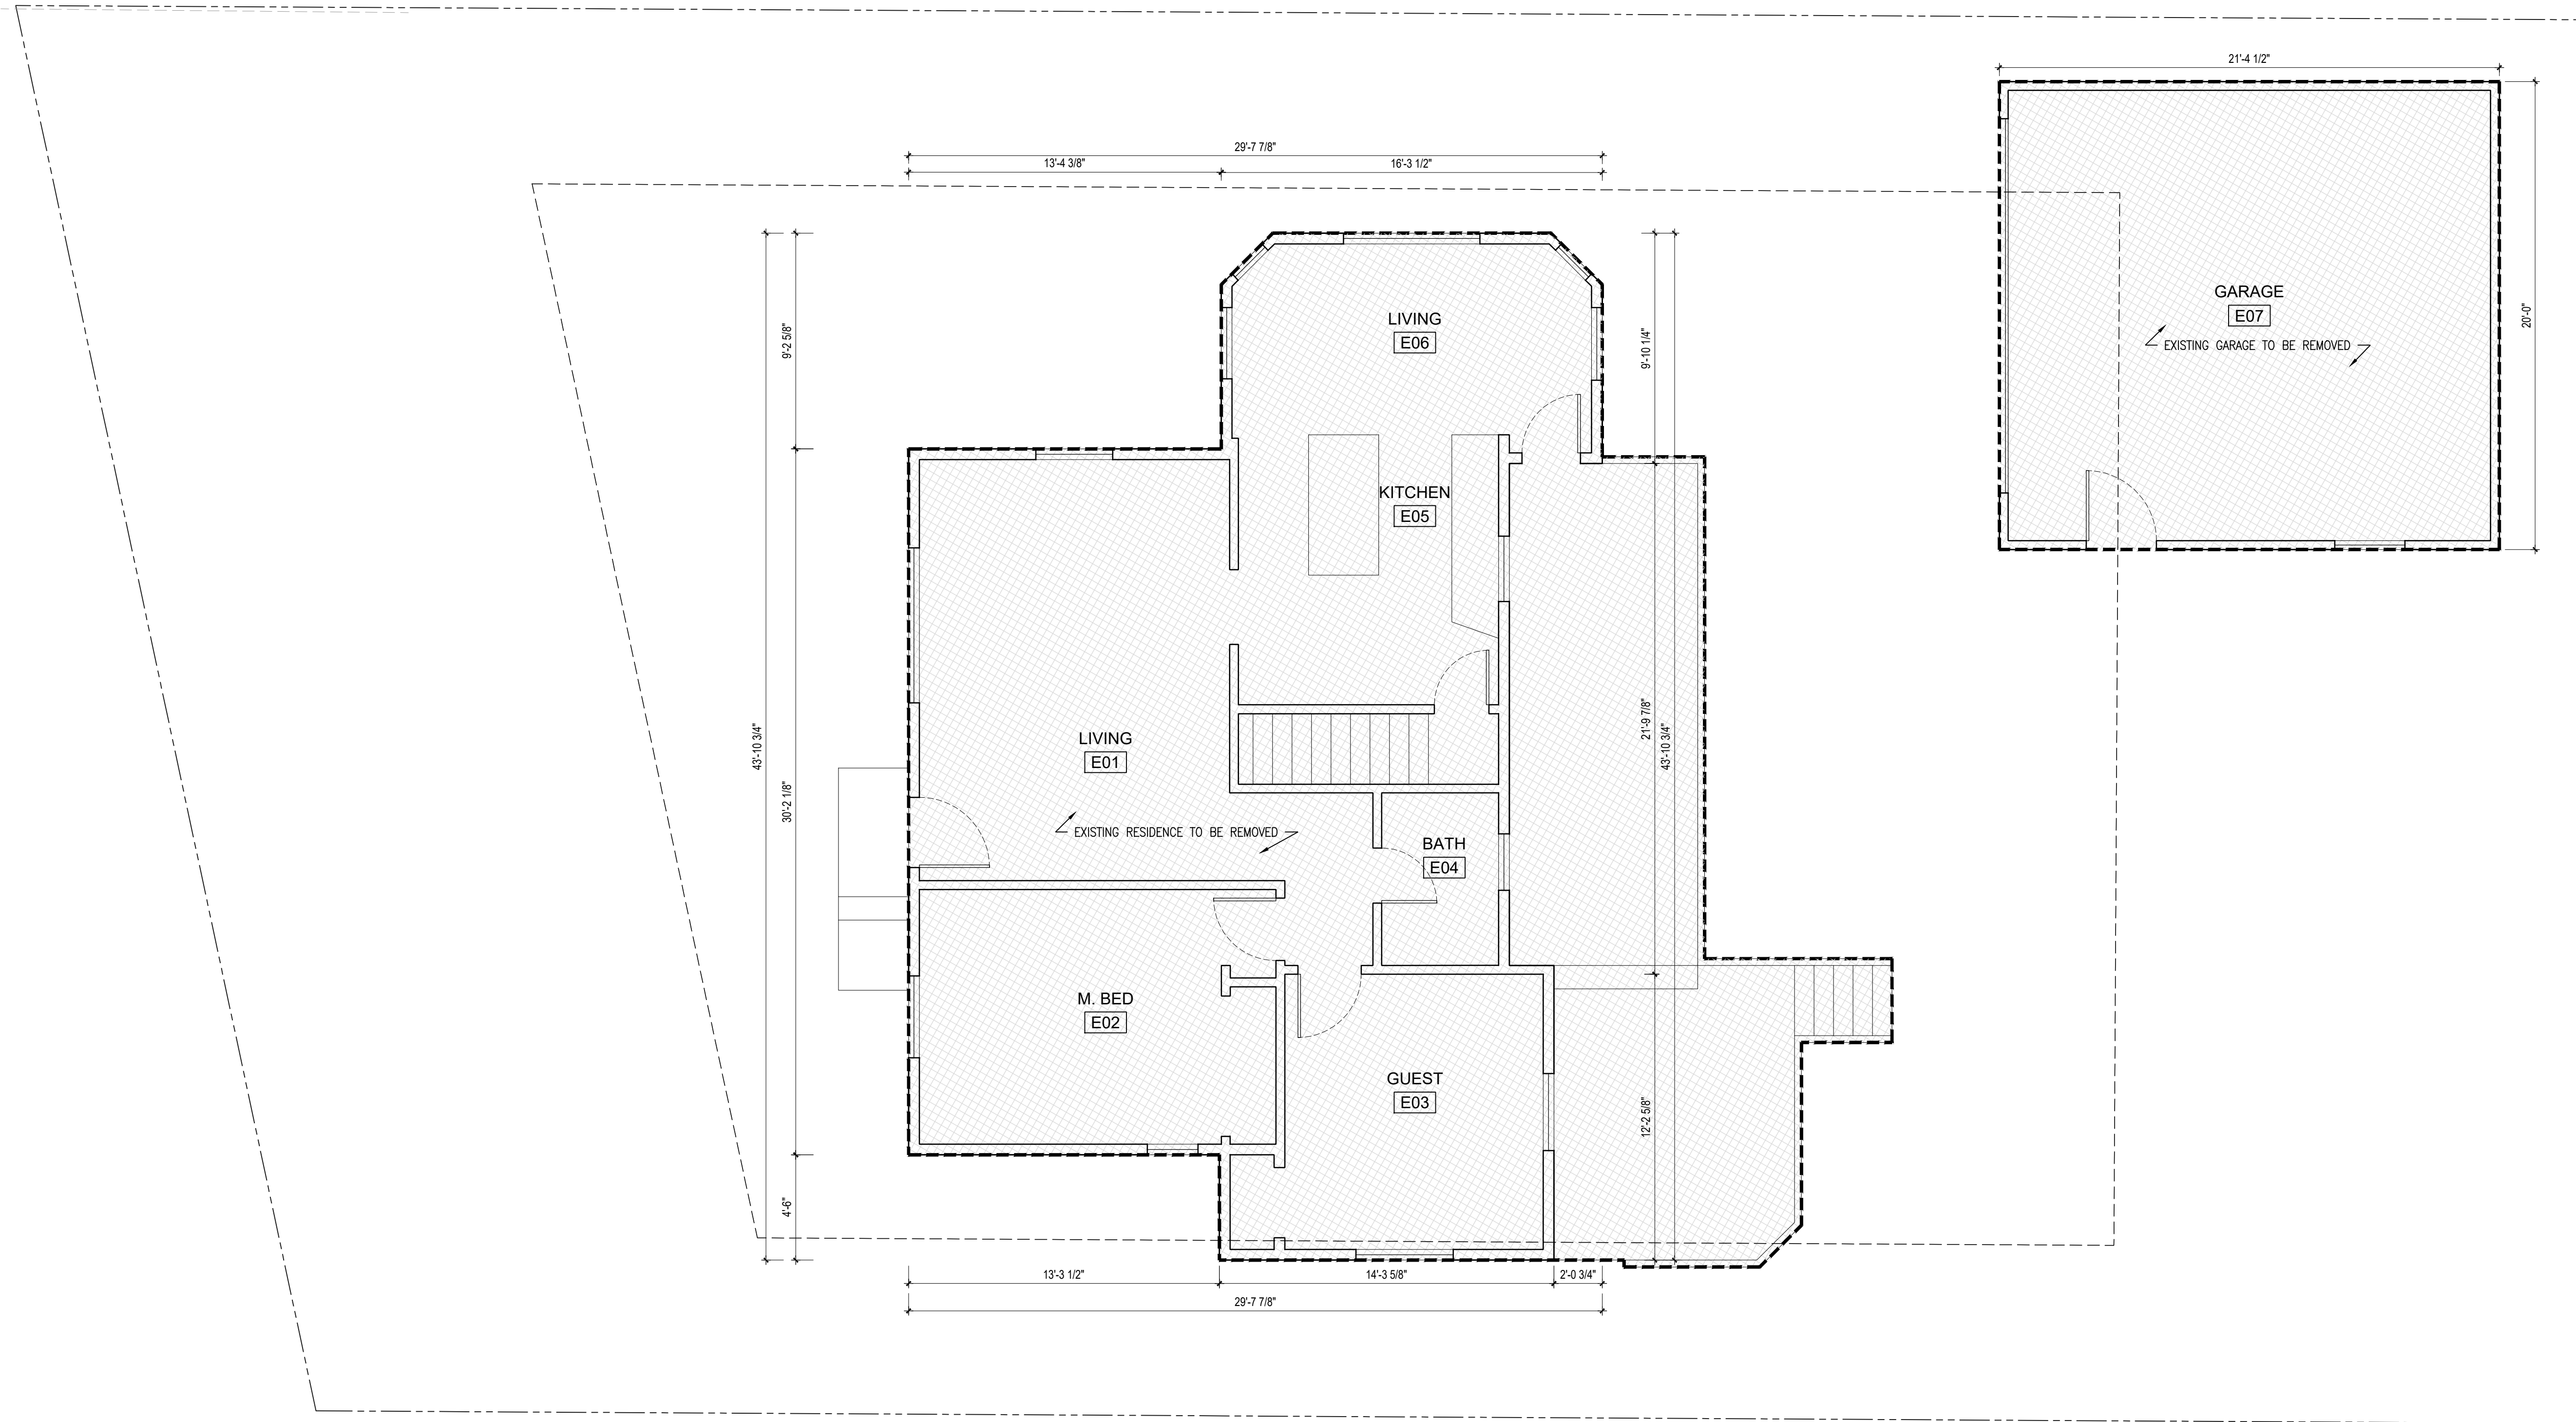 21'-4 1/2"
29'-7 7/8"
13'-4 3/8"
16'-3 1/2"
GARAGE
E07
EXISTING GARAGE TO BE REMOVED
20'-0"
LIVING
E06
9'-2 5/8"
9'-10 1/4"
KITCHEN
E05
43'-10 3/4"
30'-2 1/8"
LIVING
E01
21'-9 7/8"
43'-10 3/4"
EXISTING RESIDENCE TO BE REMOVED
BATH
E04
M. BED
E02
GUEST
E03
12'-2 5/8"
4'-6"
13'-3 1/2"
14'-3 5/8"
2'-0 3/4"
29'-7 7/8"